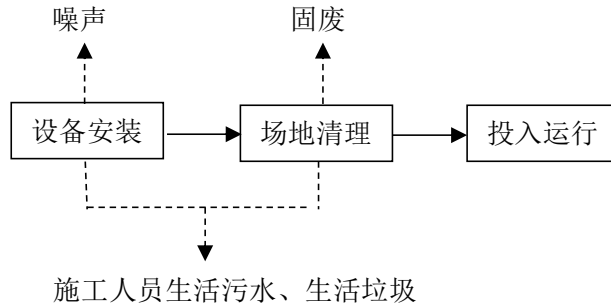 噪声
固废
设备安装
场地清理
投入运行
施工人员生活污水、生活垃圾